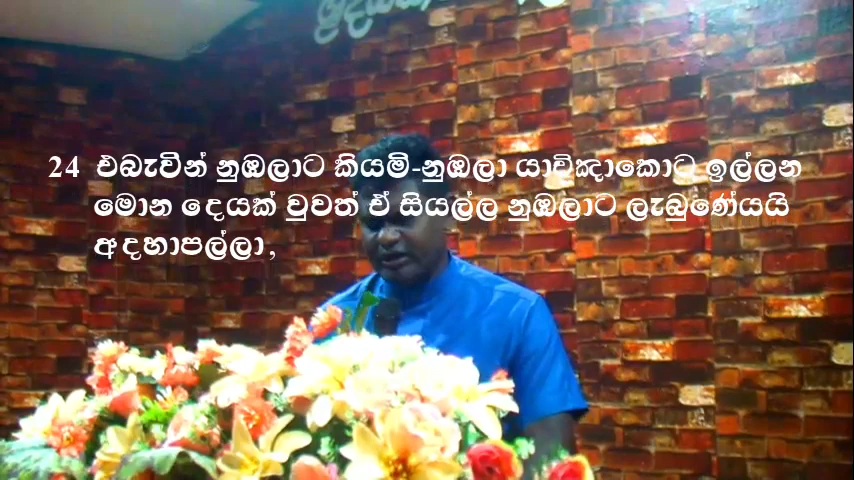 24 එබැවින් නුඹලාට කියමි-නුඹලා යාච්ඤාකොට ඉල්ලන
මොන දෙයක් වුවත් ඒ සියල්ල නුඹලාට ලැබුණේයයි
අදහාපල්ලා,